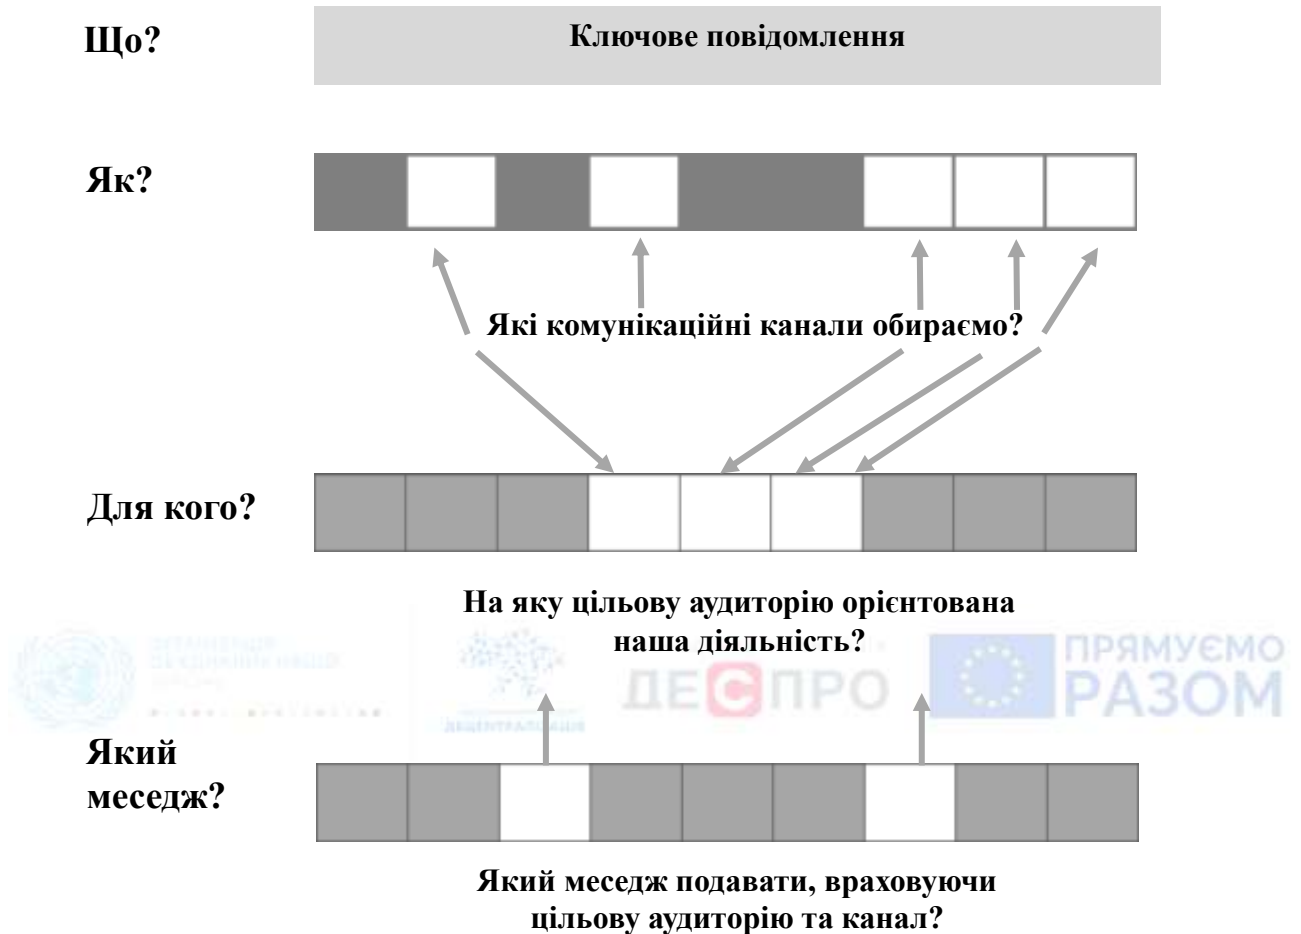 Що?
Ключове повідомлення
Як?
Які комунікаційні канали обираємо?
Для кого?
На яку цільову аудиторію орієнтована
наша діяльність?
ДЕСПРО
ПРЯМУЄМО
РАЗОМ
ДЕЦЕНТРАЛІЗАЦІЯ
Який
меседж?
Який меседж подавати, враховуючи
цільову аудиторію та канал?